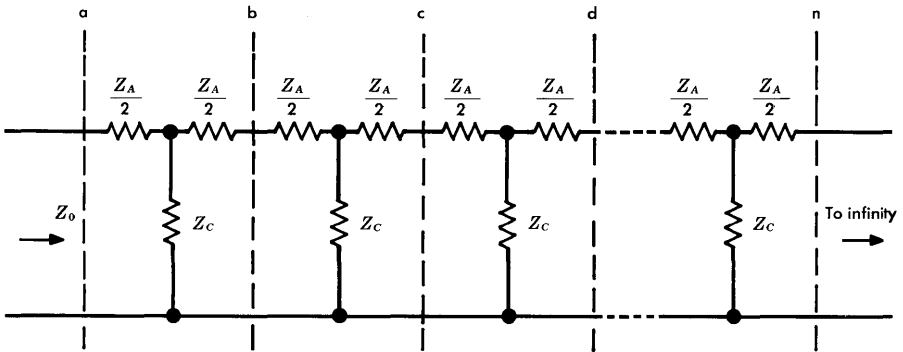 a b c d n
Z_A/2 Z_A/2 Z_A/2 Z_A/2 Z_A/2 Z_A/2 Z_A/2 Z_A/2
Z_0 Z_C Z_C Z_C Z_C To infinity